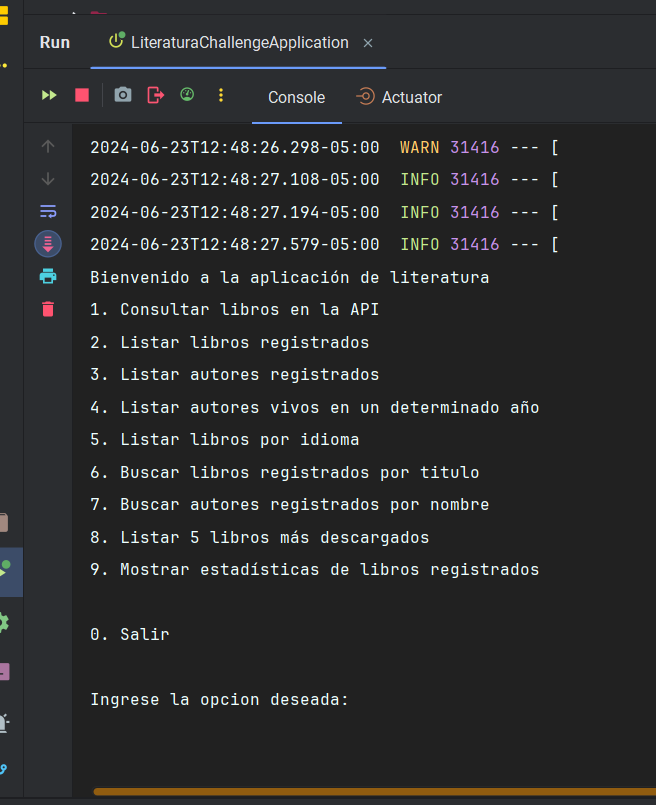 Run
LiteraturaChallengeApplication
Console
Actuator
2024-06-23T12:48:26.298-05:00  WARN 31416 --- [
2024-06-23T12:48:27.108-05:00  INFO 31416 --- [
2024-06-23T12:48:27.194-05:00  INFO 31416 --- [
2024-06-23T12:48:27.579-05:00  INFO 31416 --- [
Bienvenido a la aplicación de literatura
1. Consultar libros en la API
2. Listar libros registrados
3. Listar autores registrados
4. Listar autores vivos en un determinado año
5. Listar libros por idioma
6. Buscar libros registrados por titulo
7. Buscar autores registrados por nombre
8. Listar 5 libros más descargados
9. Mostrar estadísticas de libros registrados
0. Salir
Ingrese la opcion deseada: